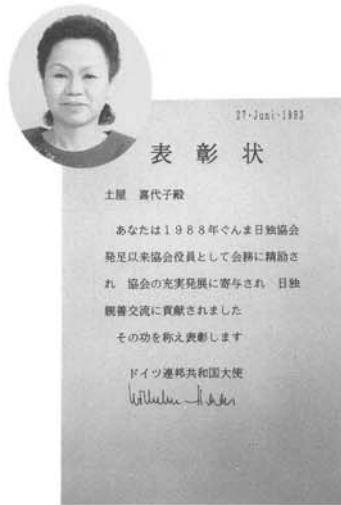 27·Juni·1993
表彰状
土屋 喜代子殿
あなたは1988年ぐんま日独協会
発足以来協会役員として会務に精励さ
れ 協会の充実発展に寄与され 日独
親善交流に貢献されました
その功を称え表彰します
ドイツ連邦共和国大使